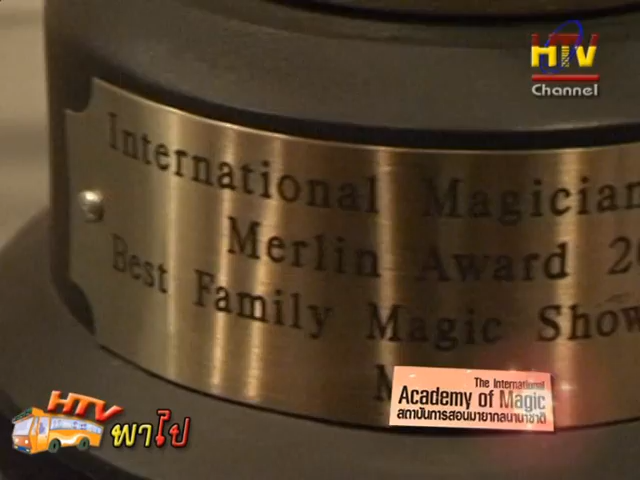 HTV
Channel
International Magician
Merlin Award 20
Best Family Magic Show
M
The International
Academy of Magic
สถาบันการสอนมายากลนานาชาติ
HTV
พาไป